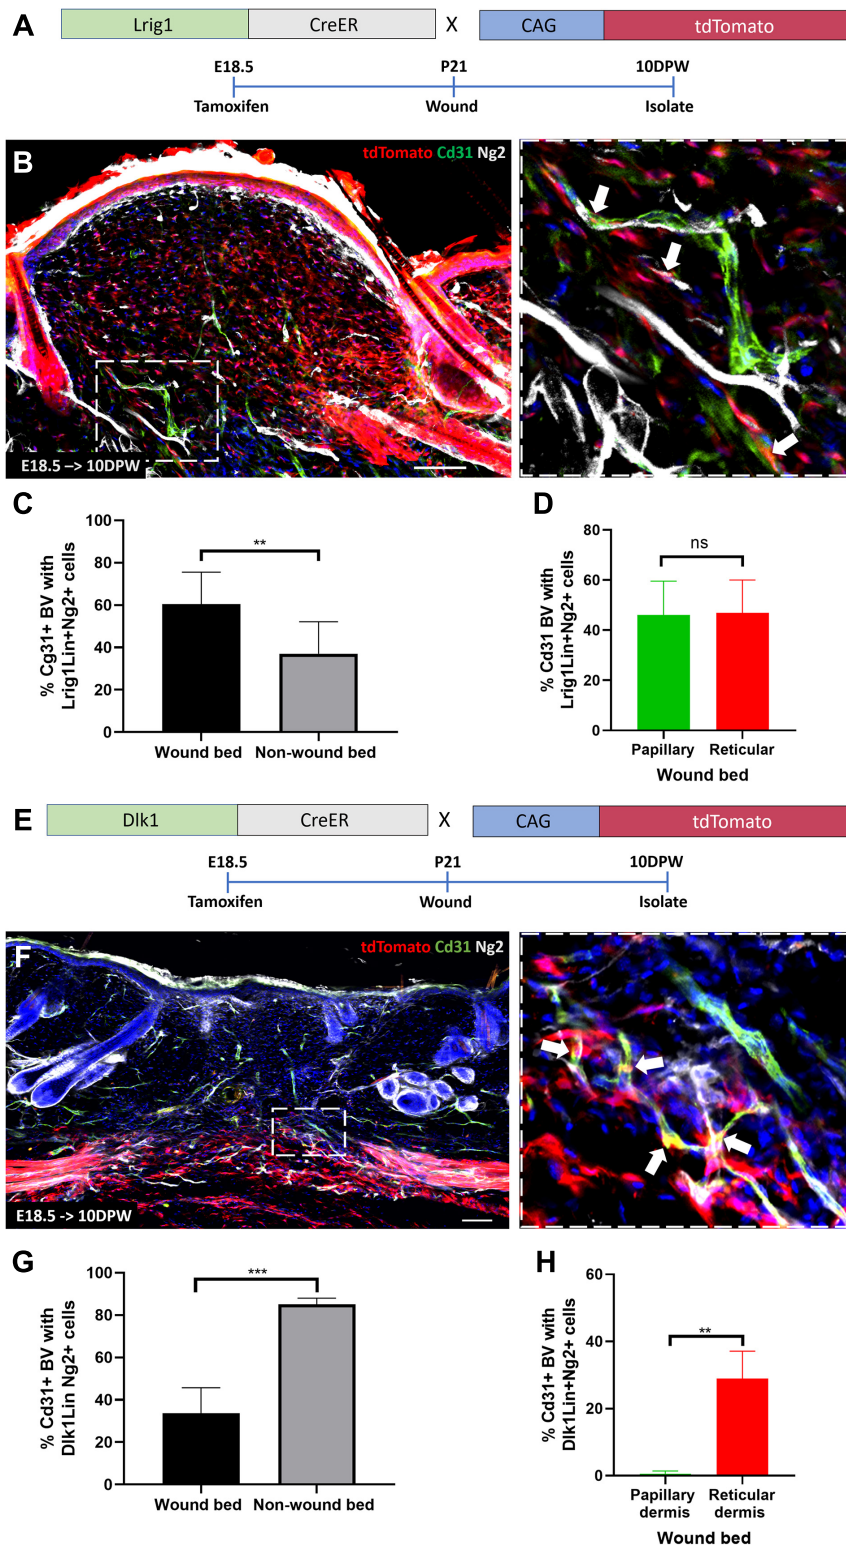 A
Lrig1 CreER X CAG tdTomato
E18.5 P21 10DPW
Tamoxifen Wound Isolate
B
tdTomato Cd31 Ng2
E18.5 –> 10DPW
C
% Cg31+ BV with
Lrig1Lin+Ng2+ cells
100
80
60
40
20
0
**
Wound bed Non-wound bed
D
% Cd31 BV with
Lrig1Lin+Ng2+ cells
80
60
40
20
0
ns
Papillary Reticular
Wound bed
E
Dlk1 CreER X CAG tdTomato
E18.5 P21 10DPW
Tamoxifen Wound Isolate
F
tdTomato Cd31 Ng2
E18.5 -> 10DPW
G
% Cd31+ BV with
Dlk1Lin Ng2+ cells
100
80
60
40
20
0
***
Wound bed Non-wound bed
H
% Cd31+ BV with
Dlk1Lin+Ng2+ cells
60
40
20
0
**
Papillary Reticular
dermis dermis
Wound bed